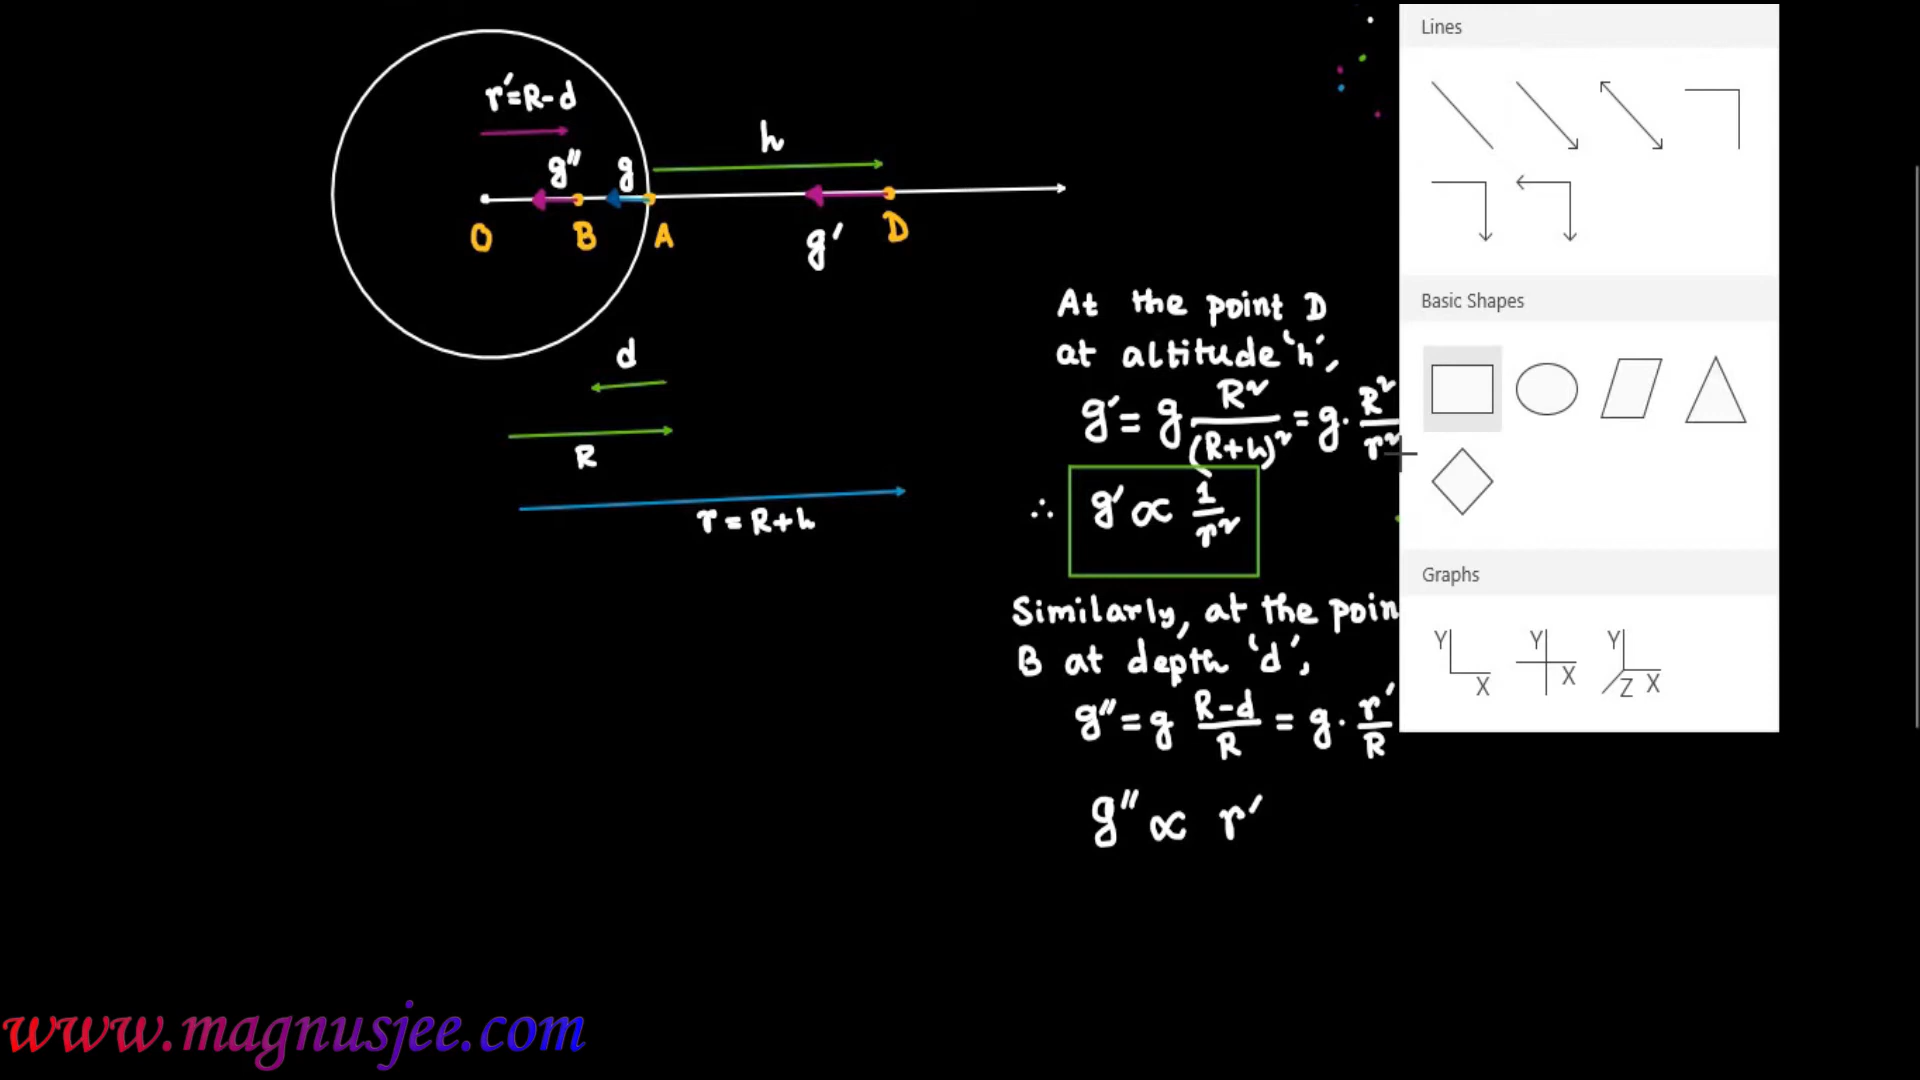 r′=R-d
h
g″
g
O
B
A
g′
D
d
R
r = R+h
At the point D
at altitude 'h',
g′ = g R²/(R+h)² = g. R²/r²
∴ g′ ∝ 1/r²
Similarly, at the poin
B at depth 'd',
g″ = g (R-d)/R = g. r′/R
g″ ∝ r′
Lines
Basic Shapes
Graphs
Y
X
Y
X
Y
Z
X
www.magnusjee.com